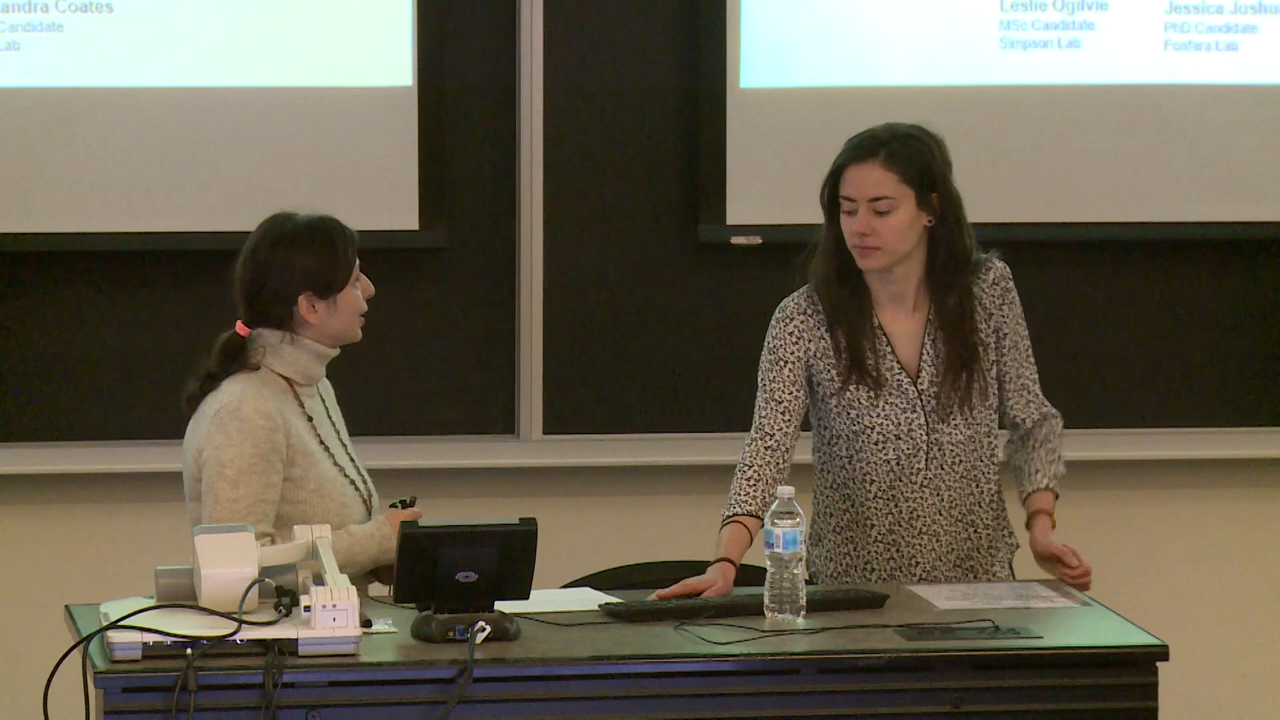 andra Coates
Candidate
Lab
Leslie Ogilvie
MSc Candidate
Simpson Lab
Jessica Joshu
PhD Candidate
Fonfara Lab